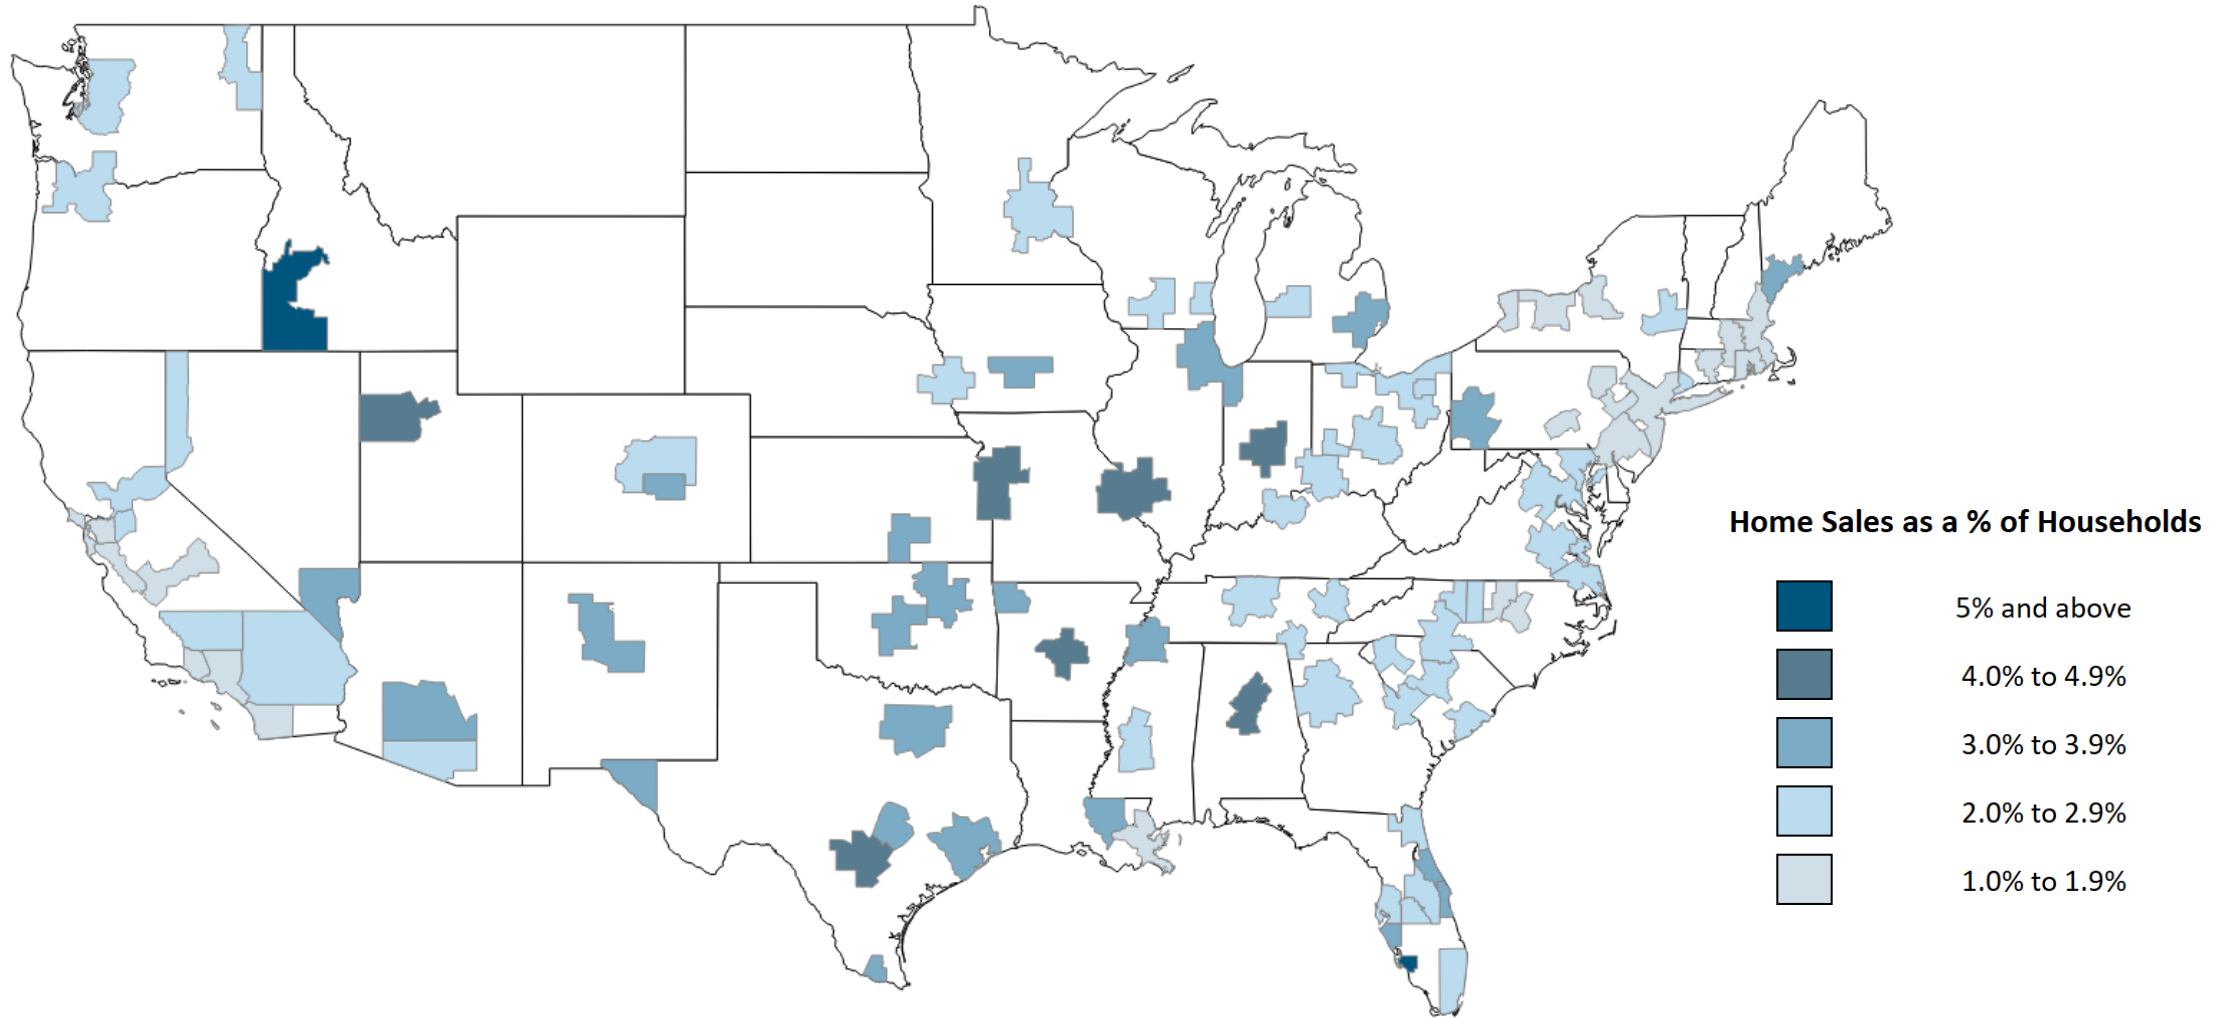 Home Sales as a % of Households
5% and above
4.0% to 4.9%
3.0% to 3.9%
2.0% to 2.9%
1.0% to 1.9%